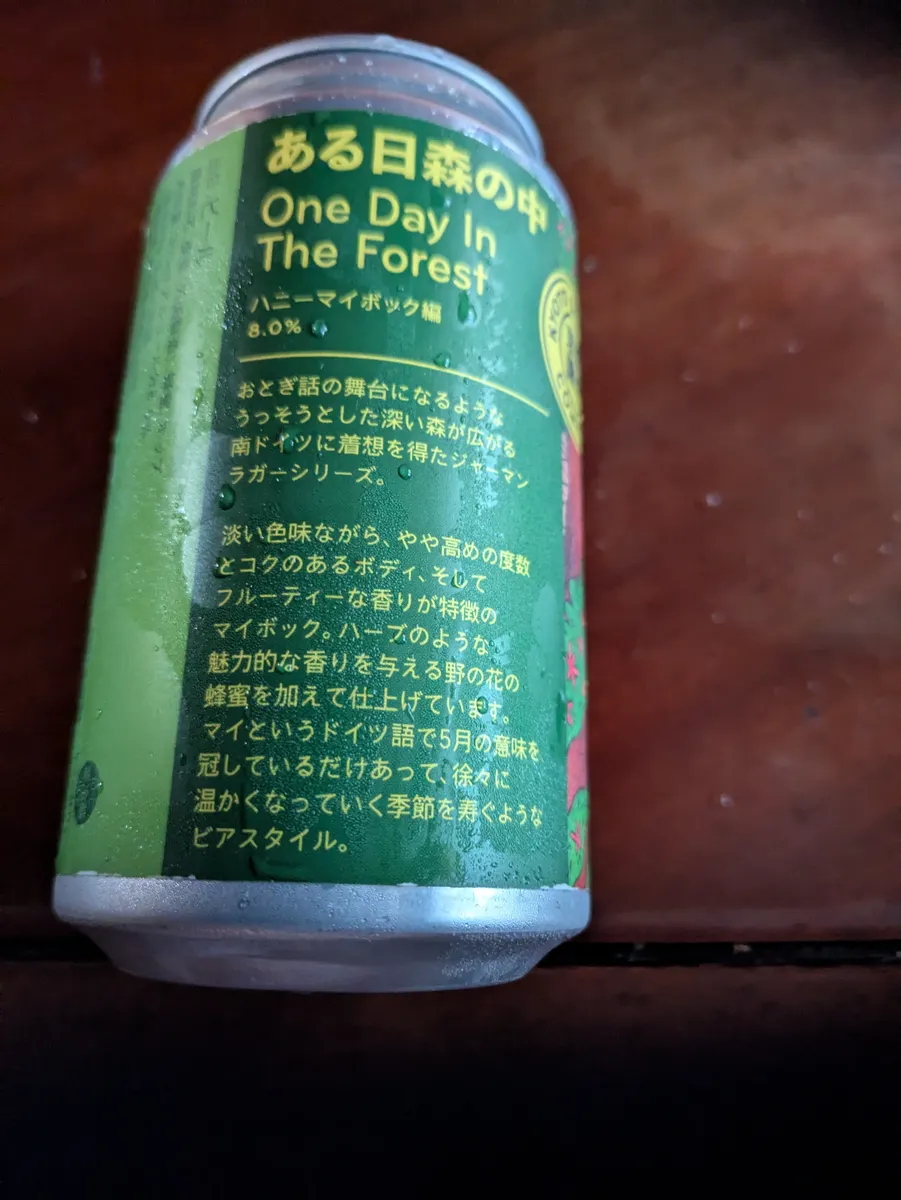 ある日森の中
One Day In
The Forest
ハニーマイボック編
8.0%
おとぎ話の舞台になるような
うっそうとした深い森が広がる
南ドイツに着想を得たジャーマン
ラガーシリーズ。
淡い色味ながら、やや高めの度数
とコクのあるボディ、そして
フルーティーな香りが特徴の
マイボック。ハーブのような
魅力的な香りを与える野の花の
蜂蜜を加えて仕上げています。
マイというドイツ語で5月の意味を
冠しているだけあって、徐々に
温かくなっていく季節を寿ぐような
ビアスタイル。